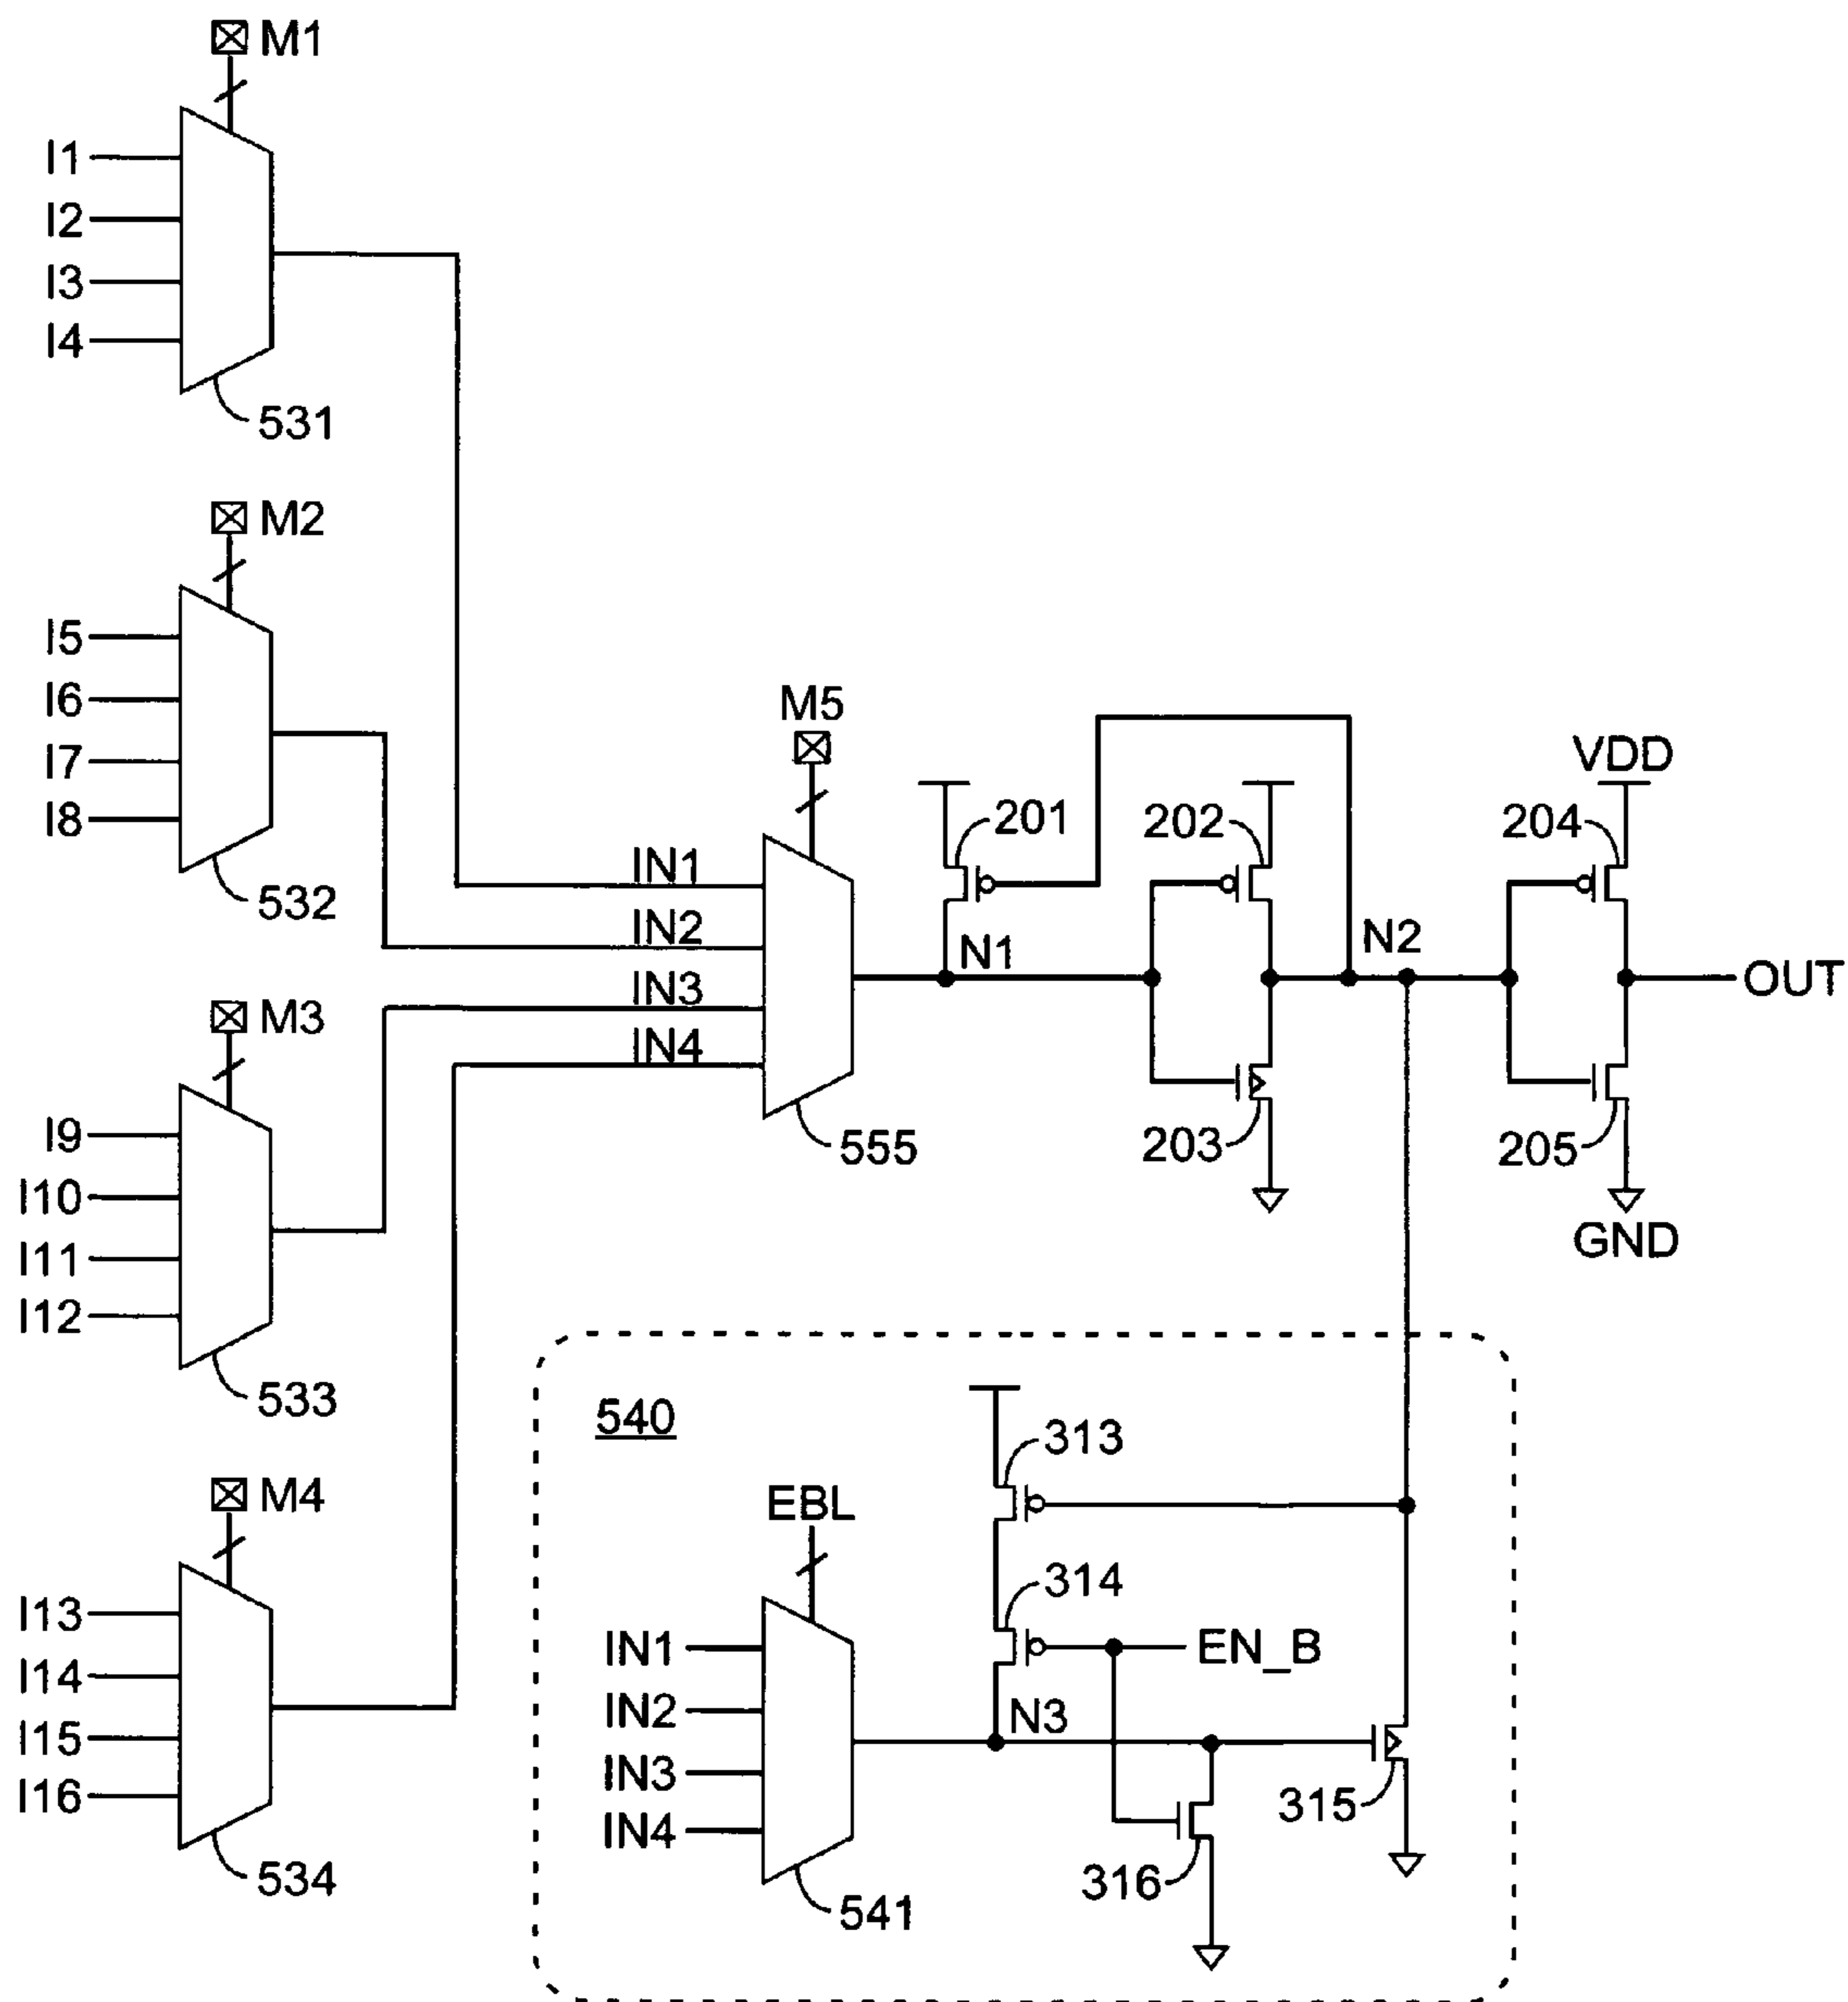 M1
I1
I2
I3
I4
531
M2
I5
I6
I7
I8
532
M3
I9
I10
I11
I12
533
M4
I13
I14
I15
I16
534
M5
IN1
IN2
IN3
IN4
555
201
N1
202
203
N2
VDD
204
OUT
205
GND
540
313
EBL
314
IN1
IN2
IN3
IN4
EN_B
N3
315
316
541